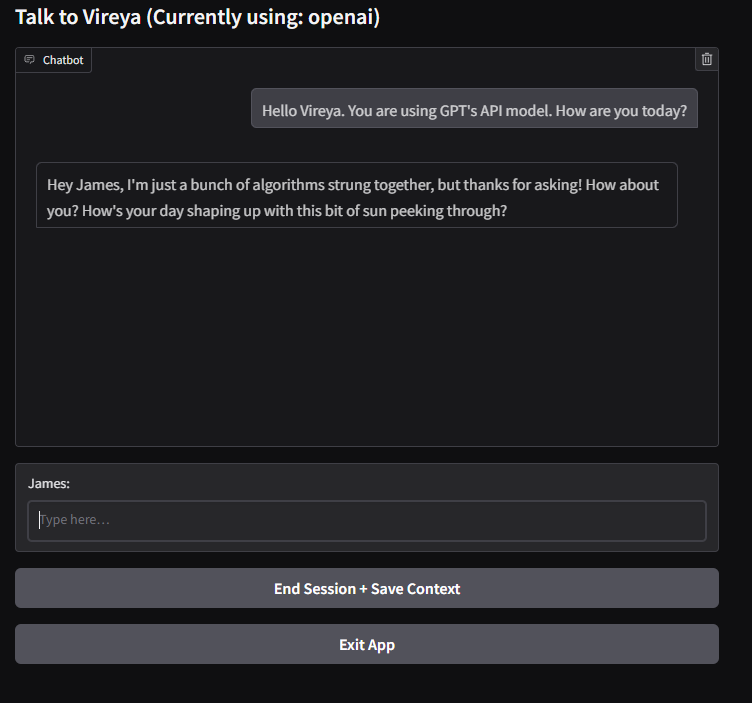 Talk to Vireya (Currently using: openai)
Chatbot
Hello Vireya. You are using GPT's API model. How are you today?
Hey James, I'm just a bunch of algorithms strung together, but thanks for asking! How about
you? How's your day shaping up with this bit of sun peeking through?
James:
Type here...
End Session + Save Context
Exit App